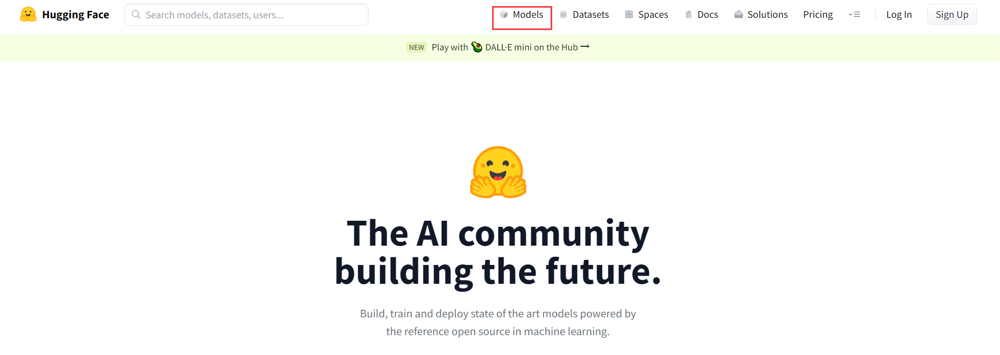 Hugging Face Search models, datasets, users... Models Datasets Spaces Docs Solutions Pricing Log In Sign Up
NEW Play with DALL·E mini on the Hub →
The AI community
building the future.
Build, train and deploy state of the art models powered by
the reference open source in machine learning.